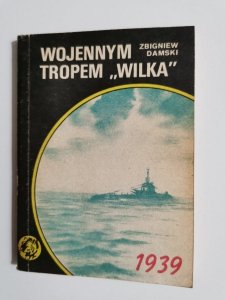 WOJENNYM
TROPEM „WILKA”
ZBIGNIEW
DAMSKI
1939